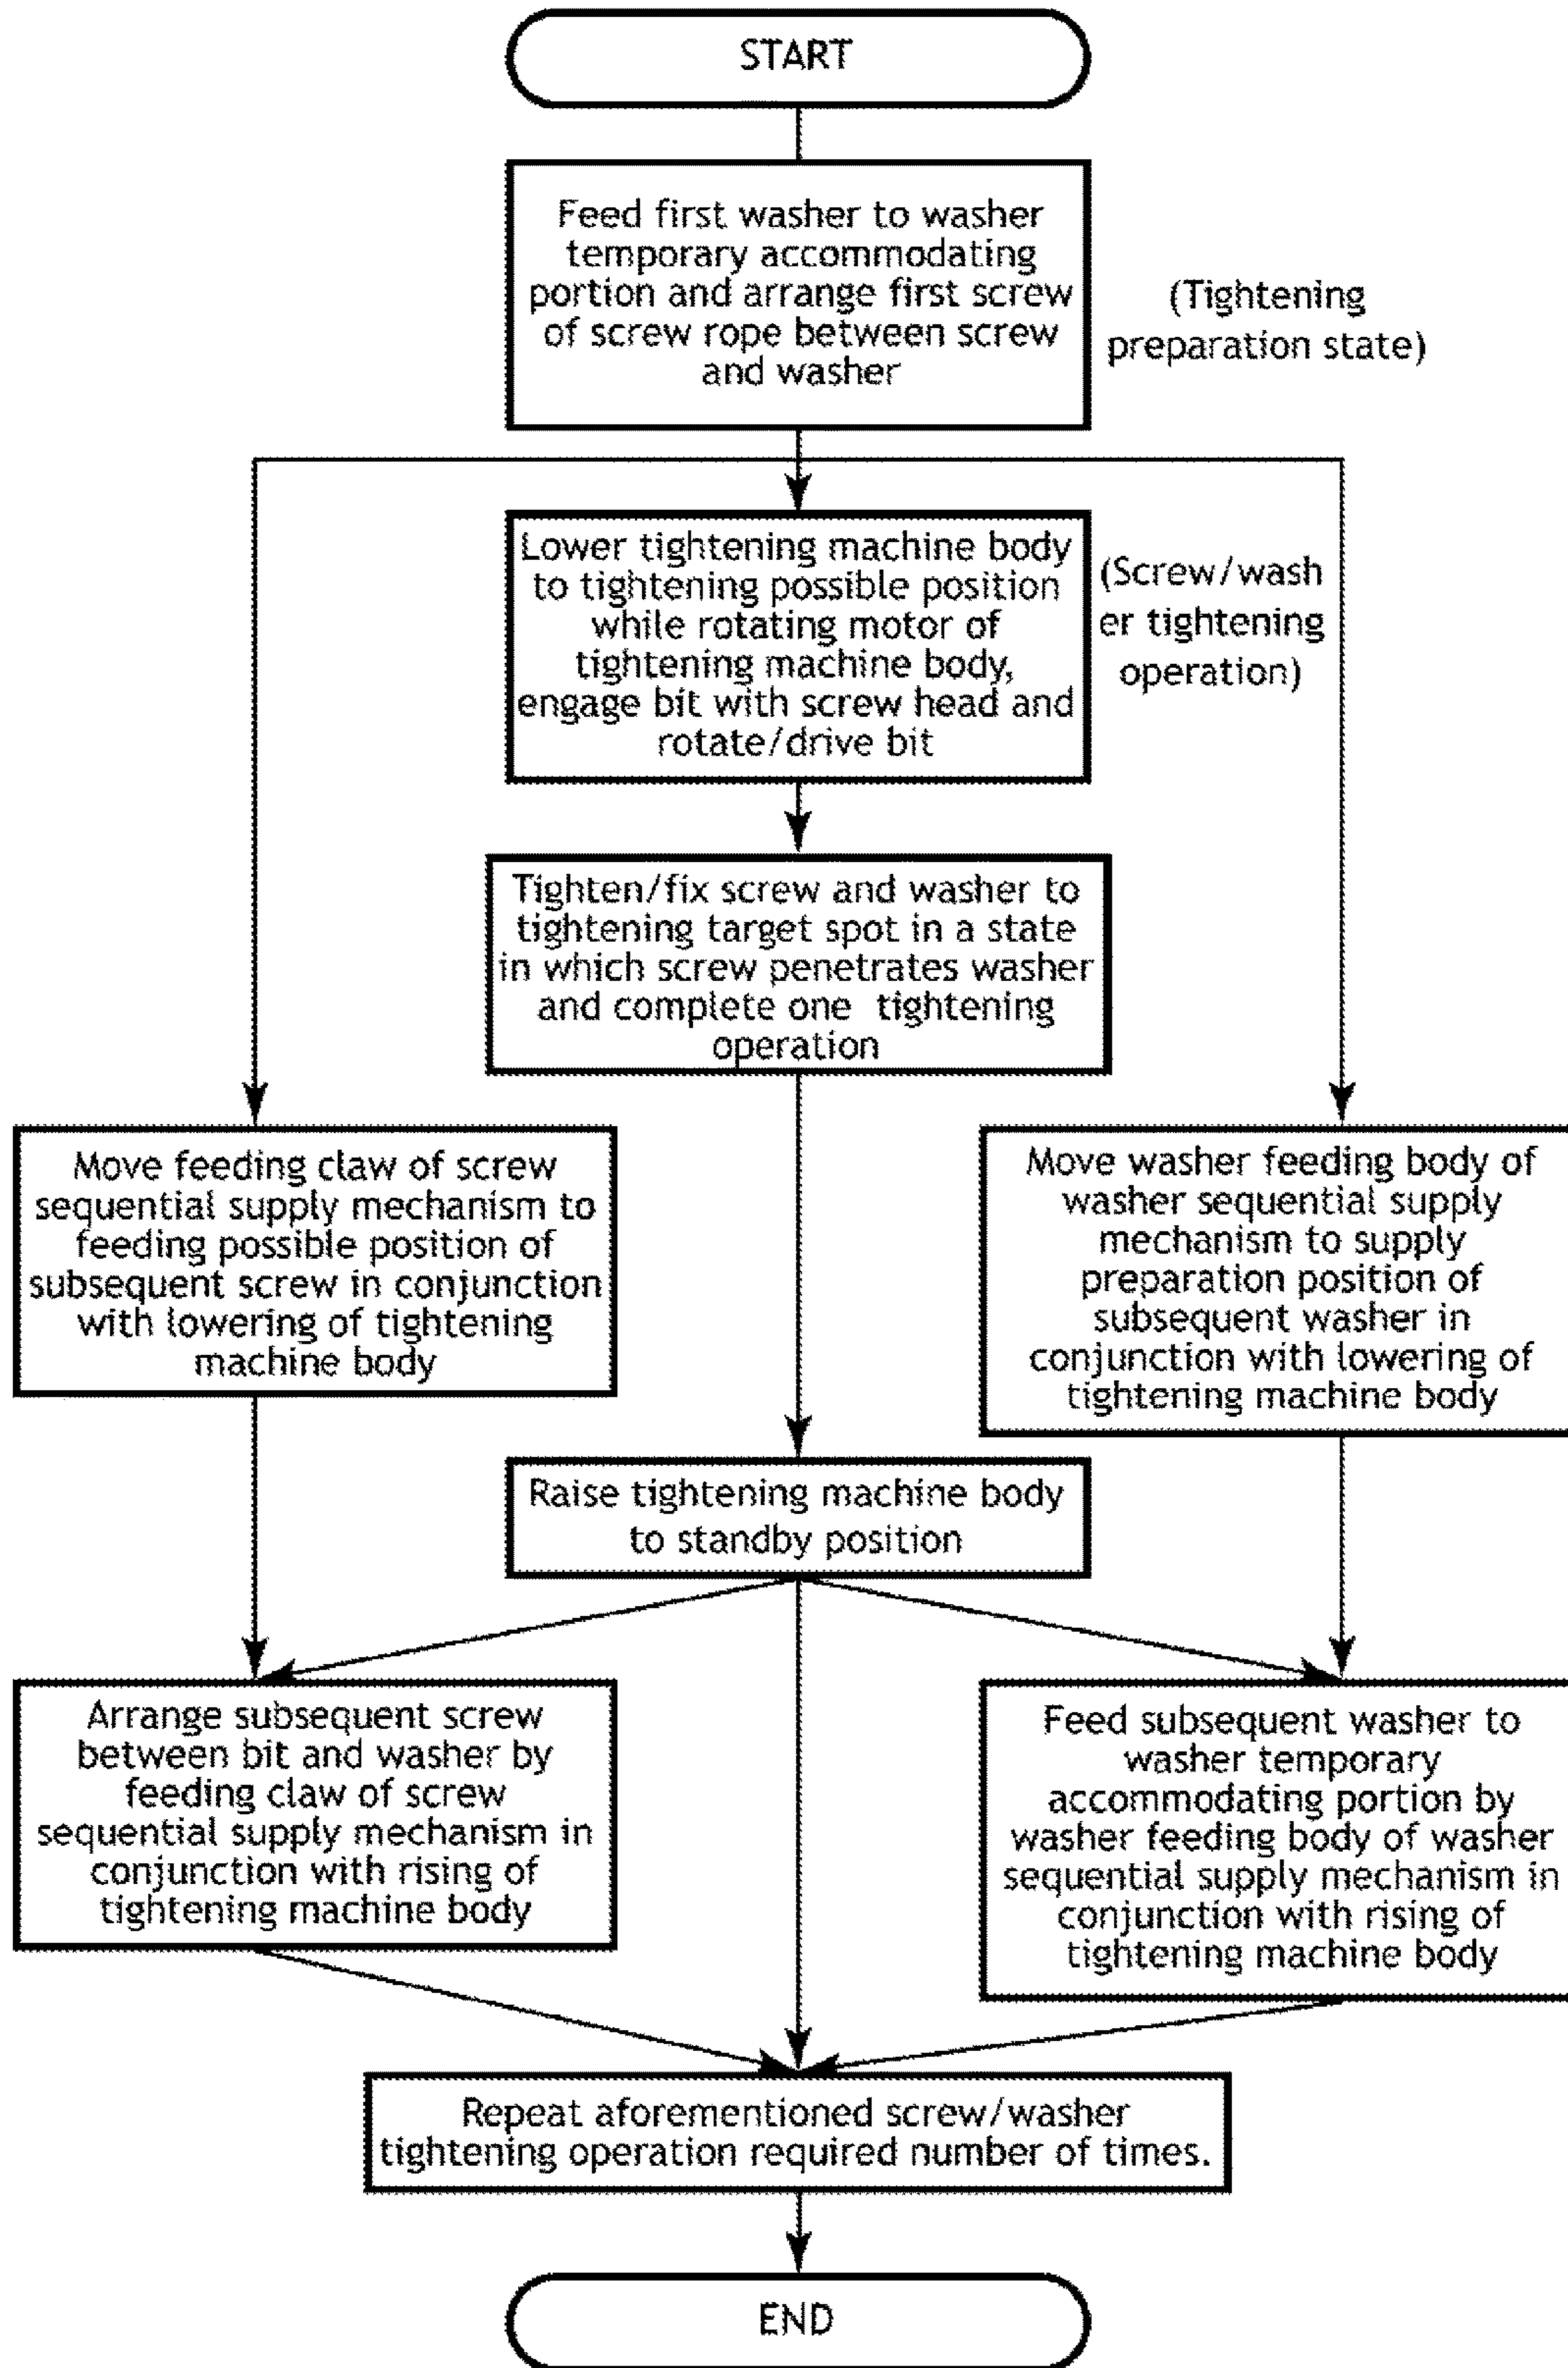 START
Feed first washer to washer
temporary accommodating
portion and arrange first screw
of screw rope between screw
and washer
(Tightening
preparation state)
Lower tightening machine body
to tightening possible position
while rotating motor of
tightening machine body,
engage bit with screw head and
rotate/drive bit
(Screw/wash
er tightening
operation)
Tighten/fix screw and washer to
tightening target spot in a state
in which screw penetrates washer
and complete one tightening
operation
Move feeding claw of screw
sequential supply mechanism to
feeding possible position of
subsequent screw in conjunction
with lowering of tightening
machine body
Move washer feeding body of
washer sequential supply
mechanism to supply
preparation position of
subsequent washer in
conjunction with lowering of
tightening machine body
Raise tightening machine body
to standby position
Arrange subsequent screw
between bit and washer by
feeding claw of screw
sequential supply mechanism in
conjunction with rising of
tightening machine body
Feed subsequent washer to
washer temporary
accommodating portion by
washer feeding body of washer
sequential supply mechanism in
conjunction with rising of
tightening machine body
Repeat aforementioned screw/washer
tightening operation required number of times.
END